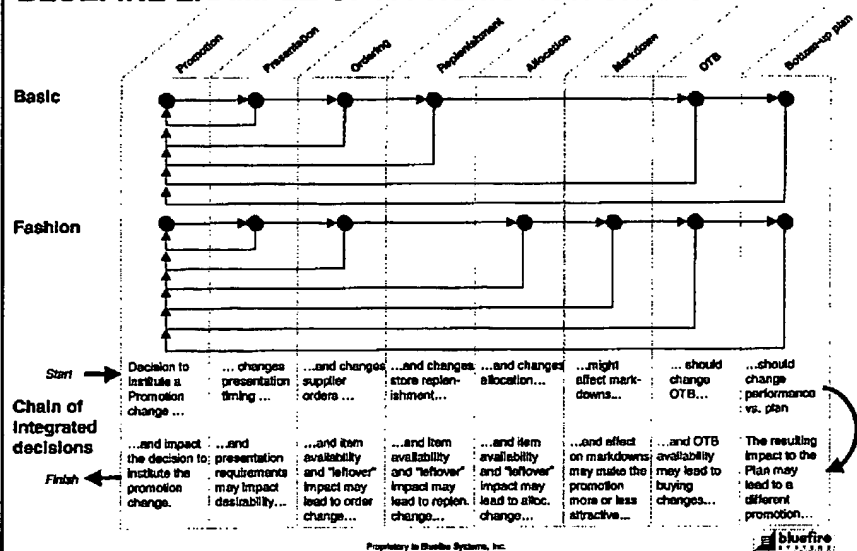 Promotion
Presentation
Ordering
Replenishment
Allocation
Markdown
OTB
Bottom-up plan
Basic
Fashion
Start
Decision to
institute a
Promotion
change ...
... changes
presentation
timing ...
...and changes
supplier
orders ...
...and changes
store replen-
ishment...
...and changes
allocation...
...might
affect mark-
downs...
... should
change
OTB...
...should
change
performance
vs. plan
Chain of
integrated
decisions
Finish
...and impact
the decision to
institute the
promotion
change.
...and
presentation
requirements
may impact
desirability...
...and item
availability
and "leftover"
impact may
lead to order
change...
...and item
availability
and "leftover"
impact may
lead to replen.
change...
...and item
availability
and "leftover"
impact may
lead to alloc.
change...
...and effect
on markdowns
may make the
promotion
more or less
attractive...
...and OTB
availability
may lead to
buying
changes...
The resulting
impact to the
Plan may
lead to a
different
promotion...
Proprietary to Bluefire Systems, Inc.
bluefire
SYSTEMS